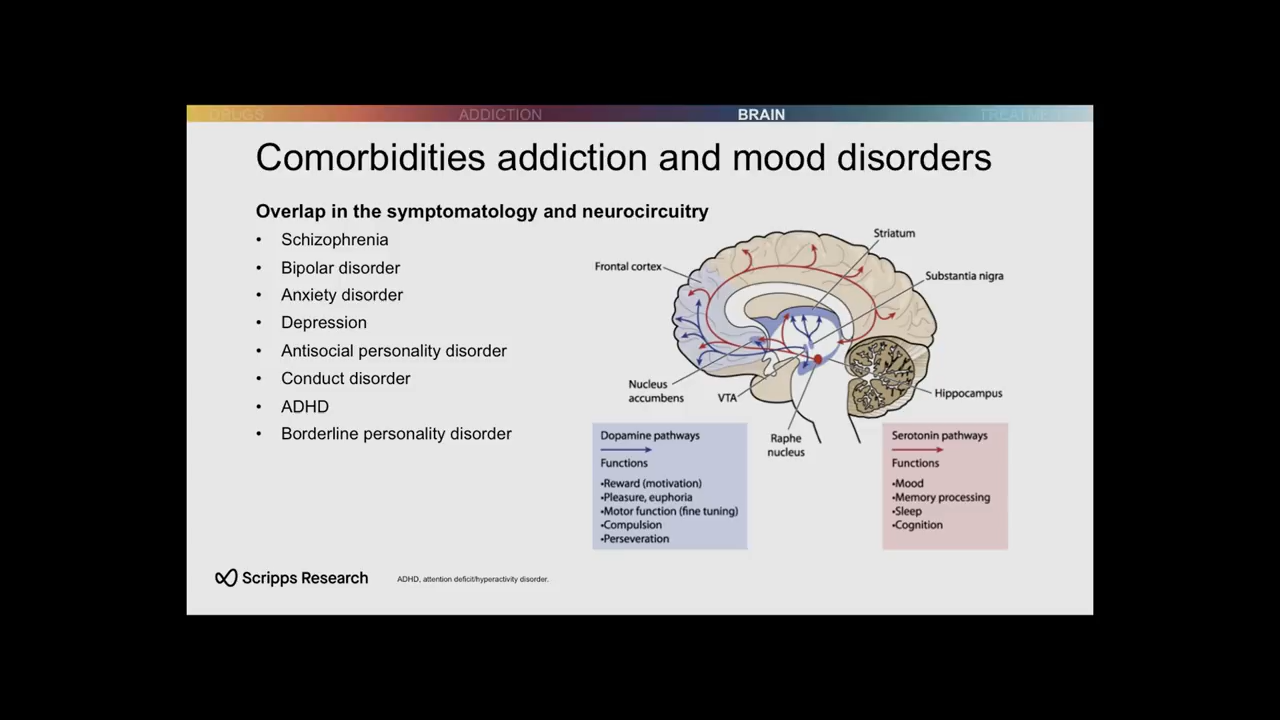 DRUGS
ADDICTION
BRAIN
TREATMENT
Comorbidities addiction and mood disorders
Overlap in the symptomatology and neurocircuitry
• Schizophrenia
• Bipolar disorder
• Anxiety disorder
• Depression
• Antisocial personality disorder
• Conduct disorder
• ADHD
• Borderline personality disorder
Striatum
Frontal cortex
Substantia nigra
Nucleus
accumbens
VTA
Hippocampus
Raphe
nucleus
Dopamine pathways
Functions
•Reward (motivation)
•Pleasure, euphoria
•Motor function (fine tuning)
•Compulsion
•Perseveration
Serotonin pathways
Functions
•Mood
•Memory processing
•Sleep
•Cognition
Scripps Research
ADHD, attention deficit/hyperactivity disorder.